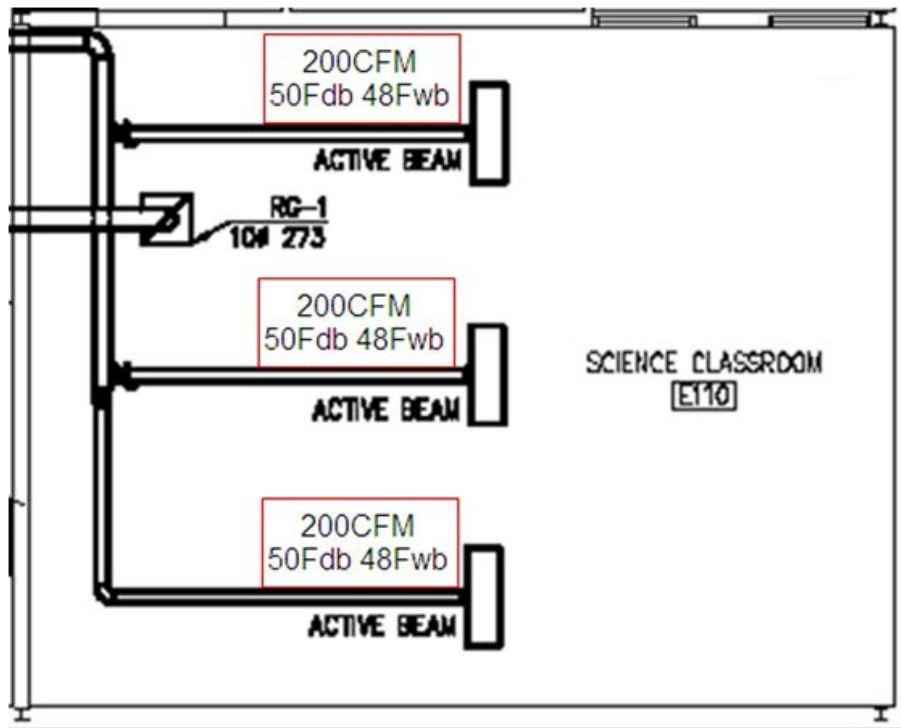 200CFM
50Fdb 48Fwb
ACTIVE BEAM
RG-1
10# 273
200CFM
50Fdb 48Fwb
ACTIVE BEAM
SCIENCE CLASSROOM
E110
200CFM
50Fdb 48Fwb
ACTIVE BEAM